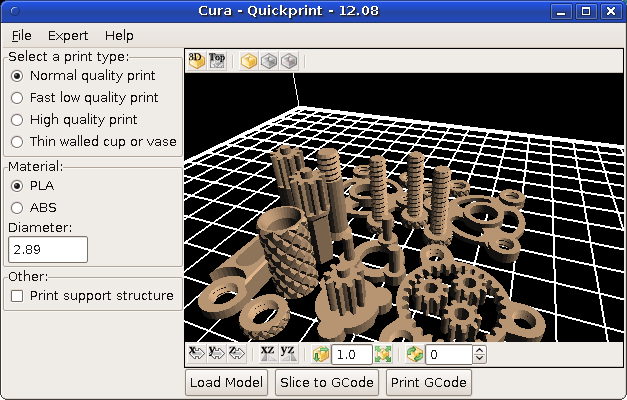 Cura - Quickprint - 12.08
File Expert Help
Select a print type:
Normal quality print
Fast low quality print
High quality print
Thin walled cup or vase
Material:
PLA
ABS
Diameter:
2.89
Other:
Print support structure
3D Top
x y z xz yz 1.0 0
Load Model Slice to GCode Print GCode